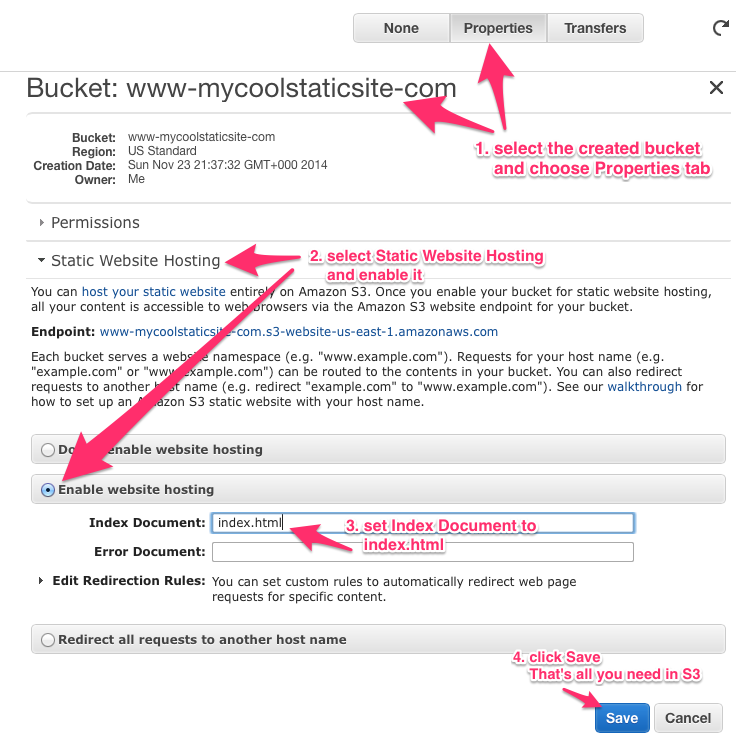 None Properties Transfers
Bucket: www-mycoolstaticsite-com
Bucket: www-mycoolstaticsite-com
Region: US Standard
Creation Date: Sun Nov 23 21:37:32 GMT+000 2014
Owner: Me
1. select the created bucket
and choose Properties tab
Permissions
Static Website Hosting
2. select Static Website Hosting
and enable it
You can host your static website entirely on Amazon S3. Once you enable your bucket for static website hosting,
all your content is accessible to web browsers via the Amazon S3 website endpoint for your bucket.
Endpoint: www-mycoolstaticsite-com.s3-website-us-east-1.amazonaws.com
Each bucket serves a website namespace (e.g. "www.example.com"). Requests for your host name (e.g.
"example.com" or "www.example.com") can be routed to the contents in your bucket. You can also redirect
requests to another host name (e.g. redirect "example.com" to "www.example.com"). See our walkthrough for
how to set up an Amazon S3 static website with your host name.
enable website hosting
Enable website hosting
Index Document: index.html
3. set Index Document to
index.html
Error Document:
Edit Redirection Rules: You can set custom rules to automatically redirect web page
requests for specific content.
Redirect all requests to another host name
4. click Save
That's all you need in S3
Save Cancel